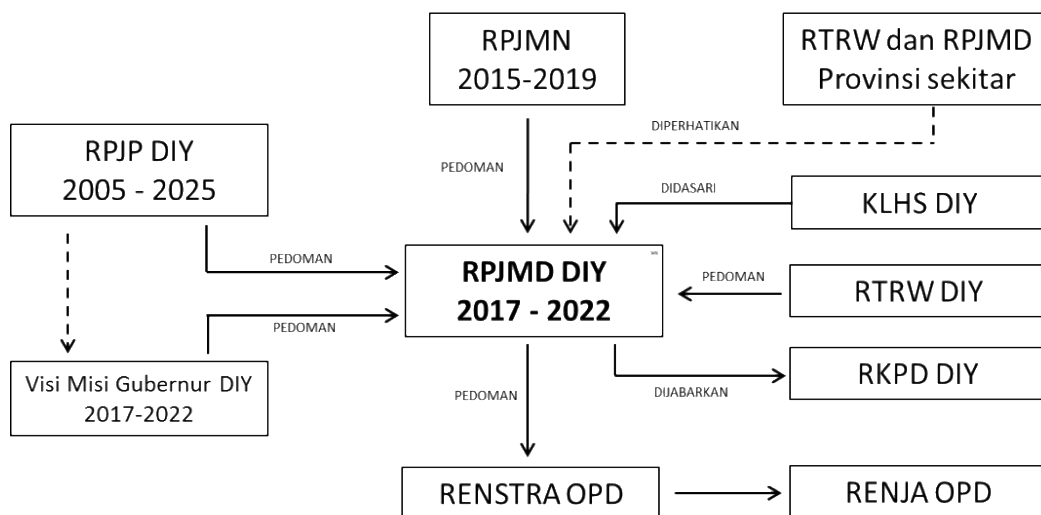 RPJMN
2015-2019
RTRW dan RPJMD
Provinsi sekitar
RPJP DIY
2005 - 2025
DIPERHATIKAN
PEDOMAN
DIDASARI
KLHS DIY
PEDOMAN
RPJMD DIY
2017 - 2022
PEDOMAN
RTRW DIY
PEDOMAN
Visi Misi Gubernur DIY
2017-2022
PEDOMAN
DIJABARKAN
RKPD DIY
RENSTRA OPD
RENJA OPD